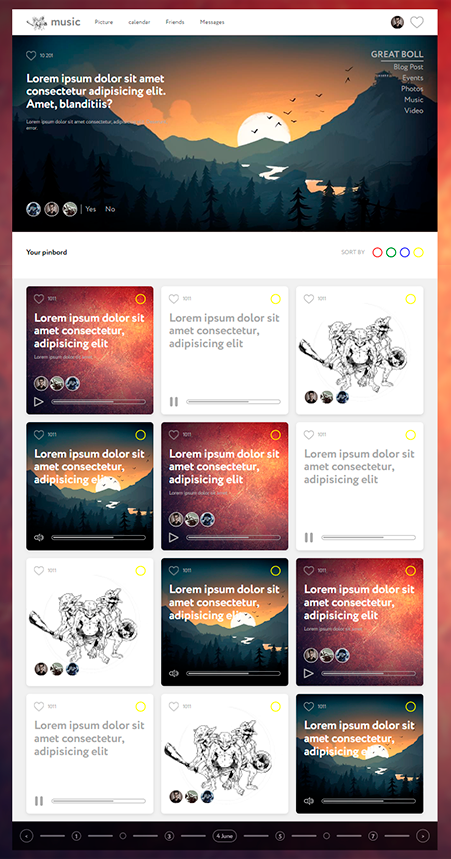 music
Picture
calendar
Friends
Messages
10 201
Lorem ipsum dolor sit amet
consectetur adipisicing elit.
Amet, blanditiis?
Lorem ipsum dolor sit amet consectetur,
error.
GREAT BOLL
Blog Post
Events
Photos
Music
Video
Yes
No
Your pinbord
SORT BY
1011
Lorem ipsum dolor sit
amet consectetur,
adipisicing elit
Lorem ipsum dolor sit
1011
Lorem ipsum dolor sit
amet consectetur,
adipisicing elit
1011
1011
Lorem ipsum dolor sit
amet consectetur,
adipisicing elit
1011
Lorem ipsum dolor sit
amet consectetur,
adipisicing elit
Lorem ipsum dolor sit
1011
Lorem ipsum dolor sit
amet consectetur,
adipisicing elit
1011
1011
Lorem ipsum dolor sit
amet consectetur,
adipisicing elit
1011
Lorem ipsum dolor sit
amet consectetur,
adipisicing elit
Lorem ipsum dolor sit
1011
Lorem ipsum dolor sit
amet consectetur,
adipisicing elit
1011
1011
Lorem ipsum dolor sit
amet consectetur,
adipisicing elit
1
3
4 June
5
7